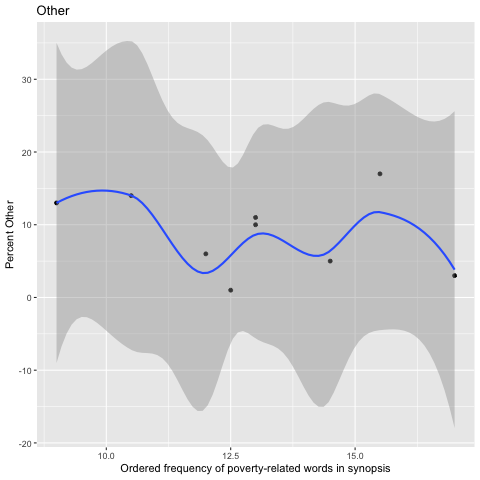 Other
Percent Other
30
20
10
0
-10
-20
10.0 12.5 15.0
Ordered frequency of poverty-related words in synopsis